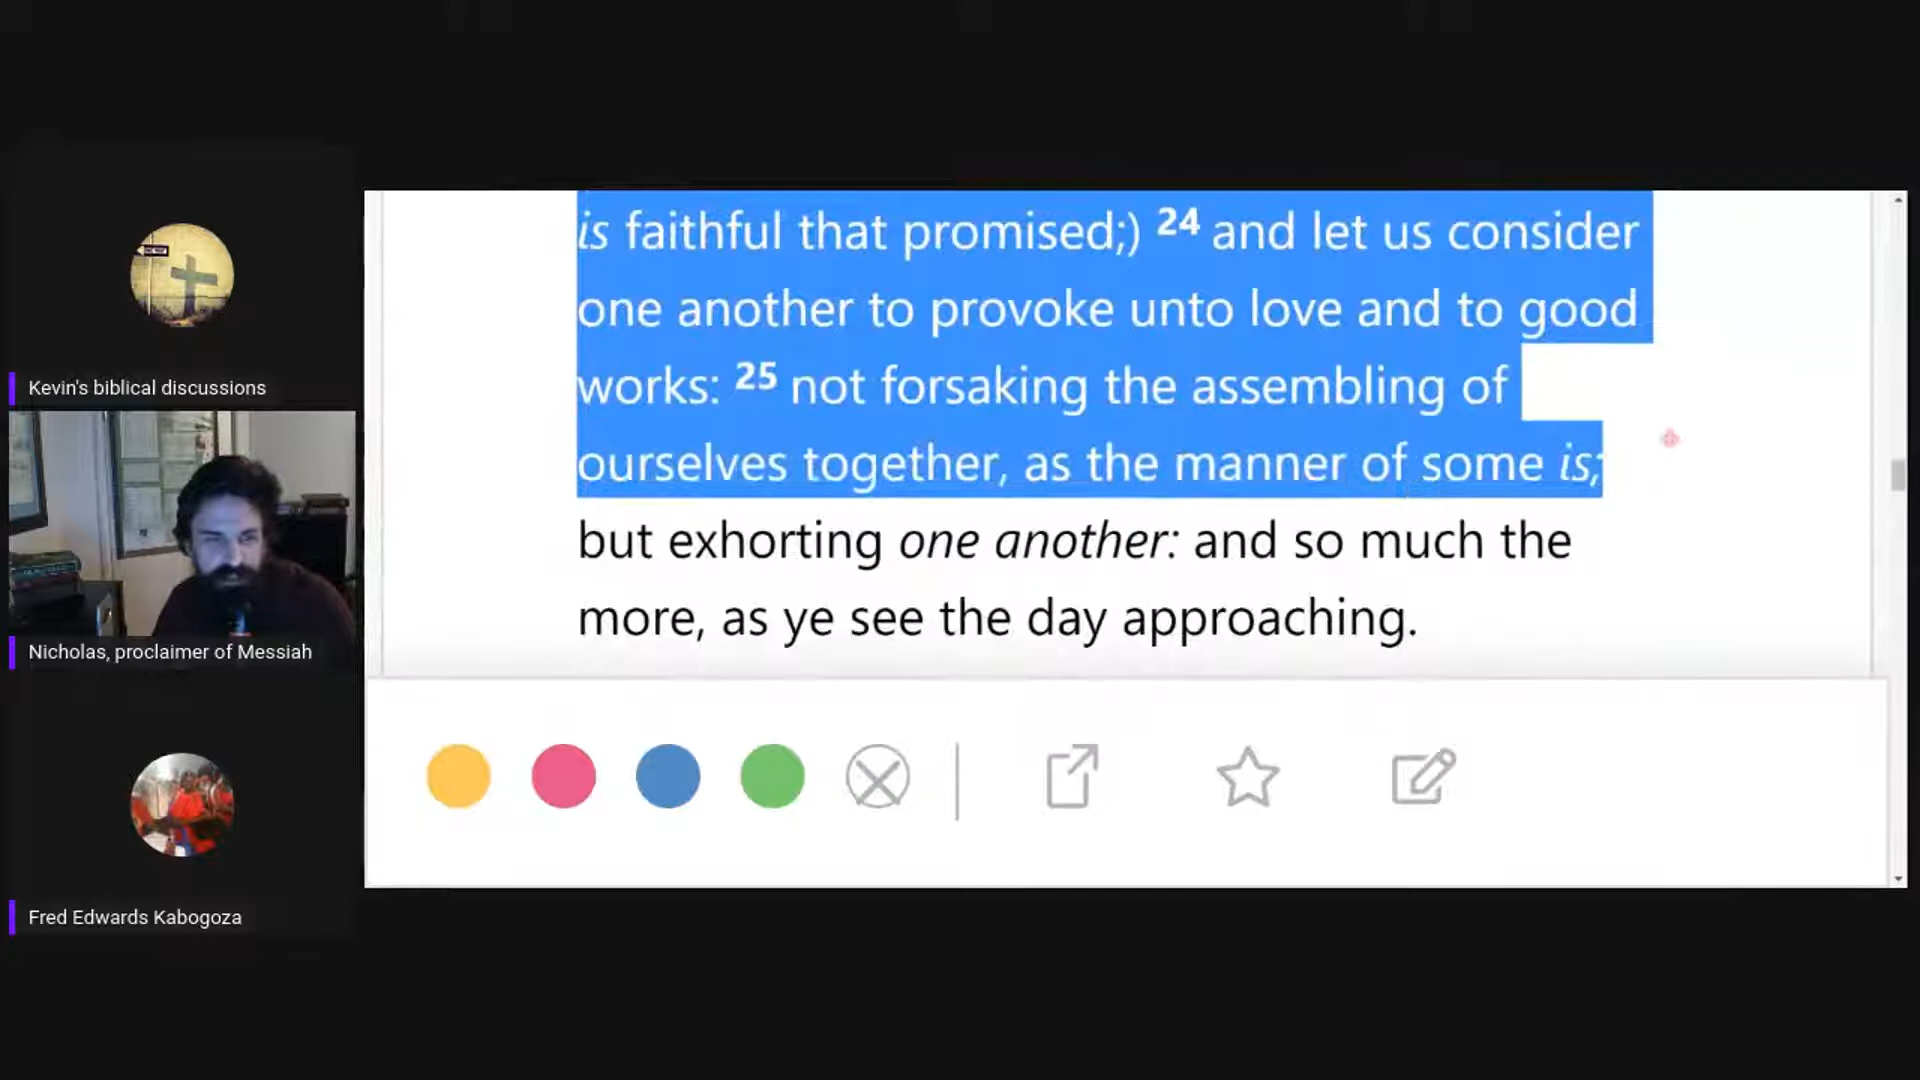 Kevin's biblical discussions
Nicholas, proclaimer of Messiah
Fred Edwards Kabogoza
is faithful that promised;) 24 and let us consider
one another to provoke unto love and to good
works: 25 not forsaking the assembling of
ourselves together, as the manner of some is;
but exhorting one another: and so much the
more, as ye see the day approaching.